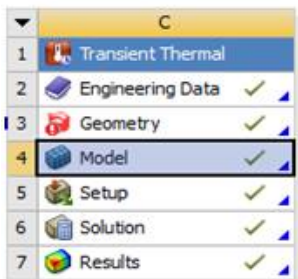 C
1 Transient Thermal
2 Engineering Data
3 Geometry
4 Model
5 Setup
6 Solution
7 Results